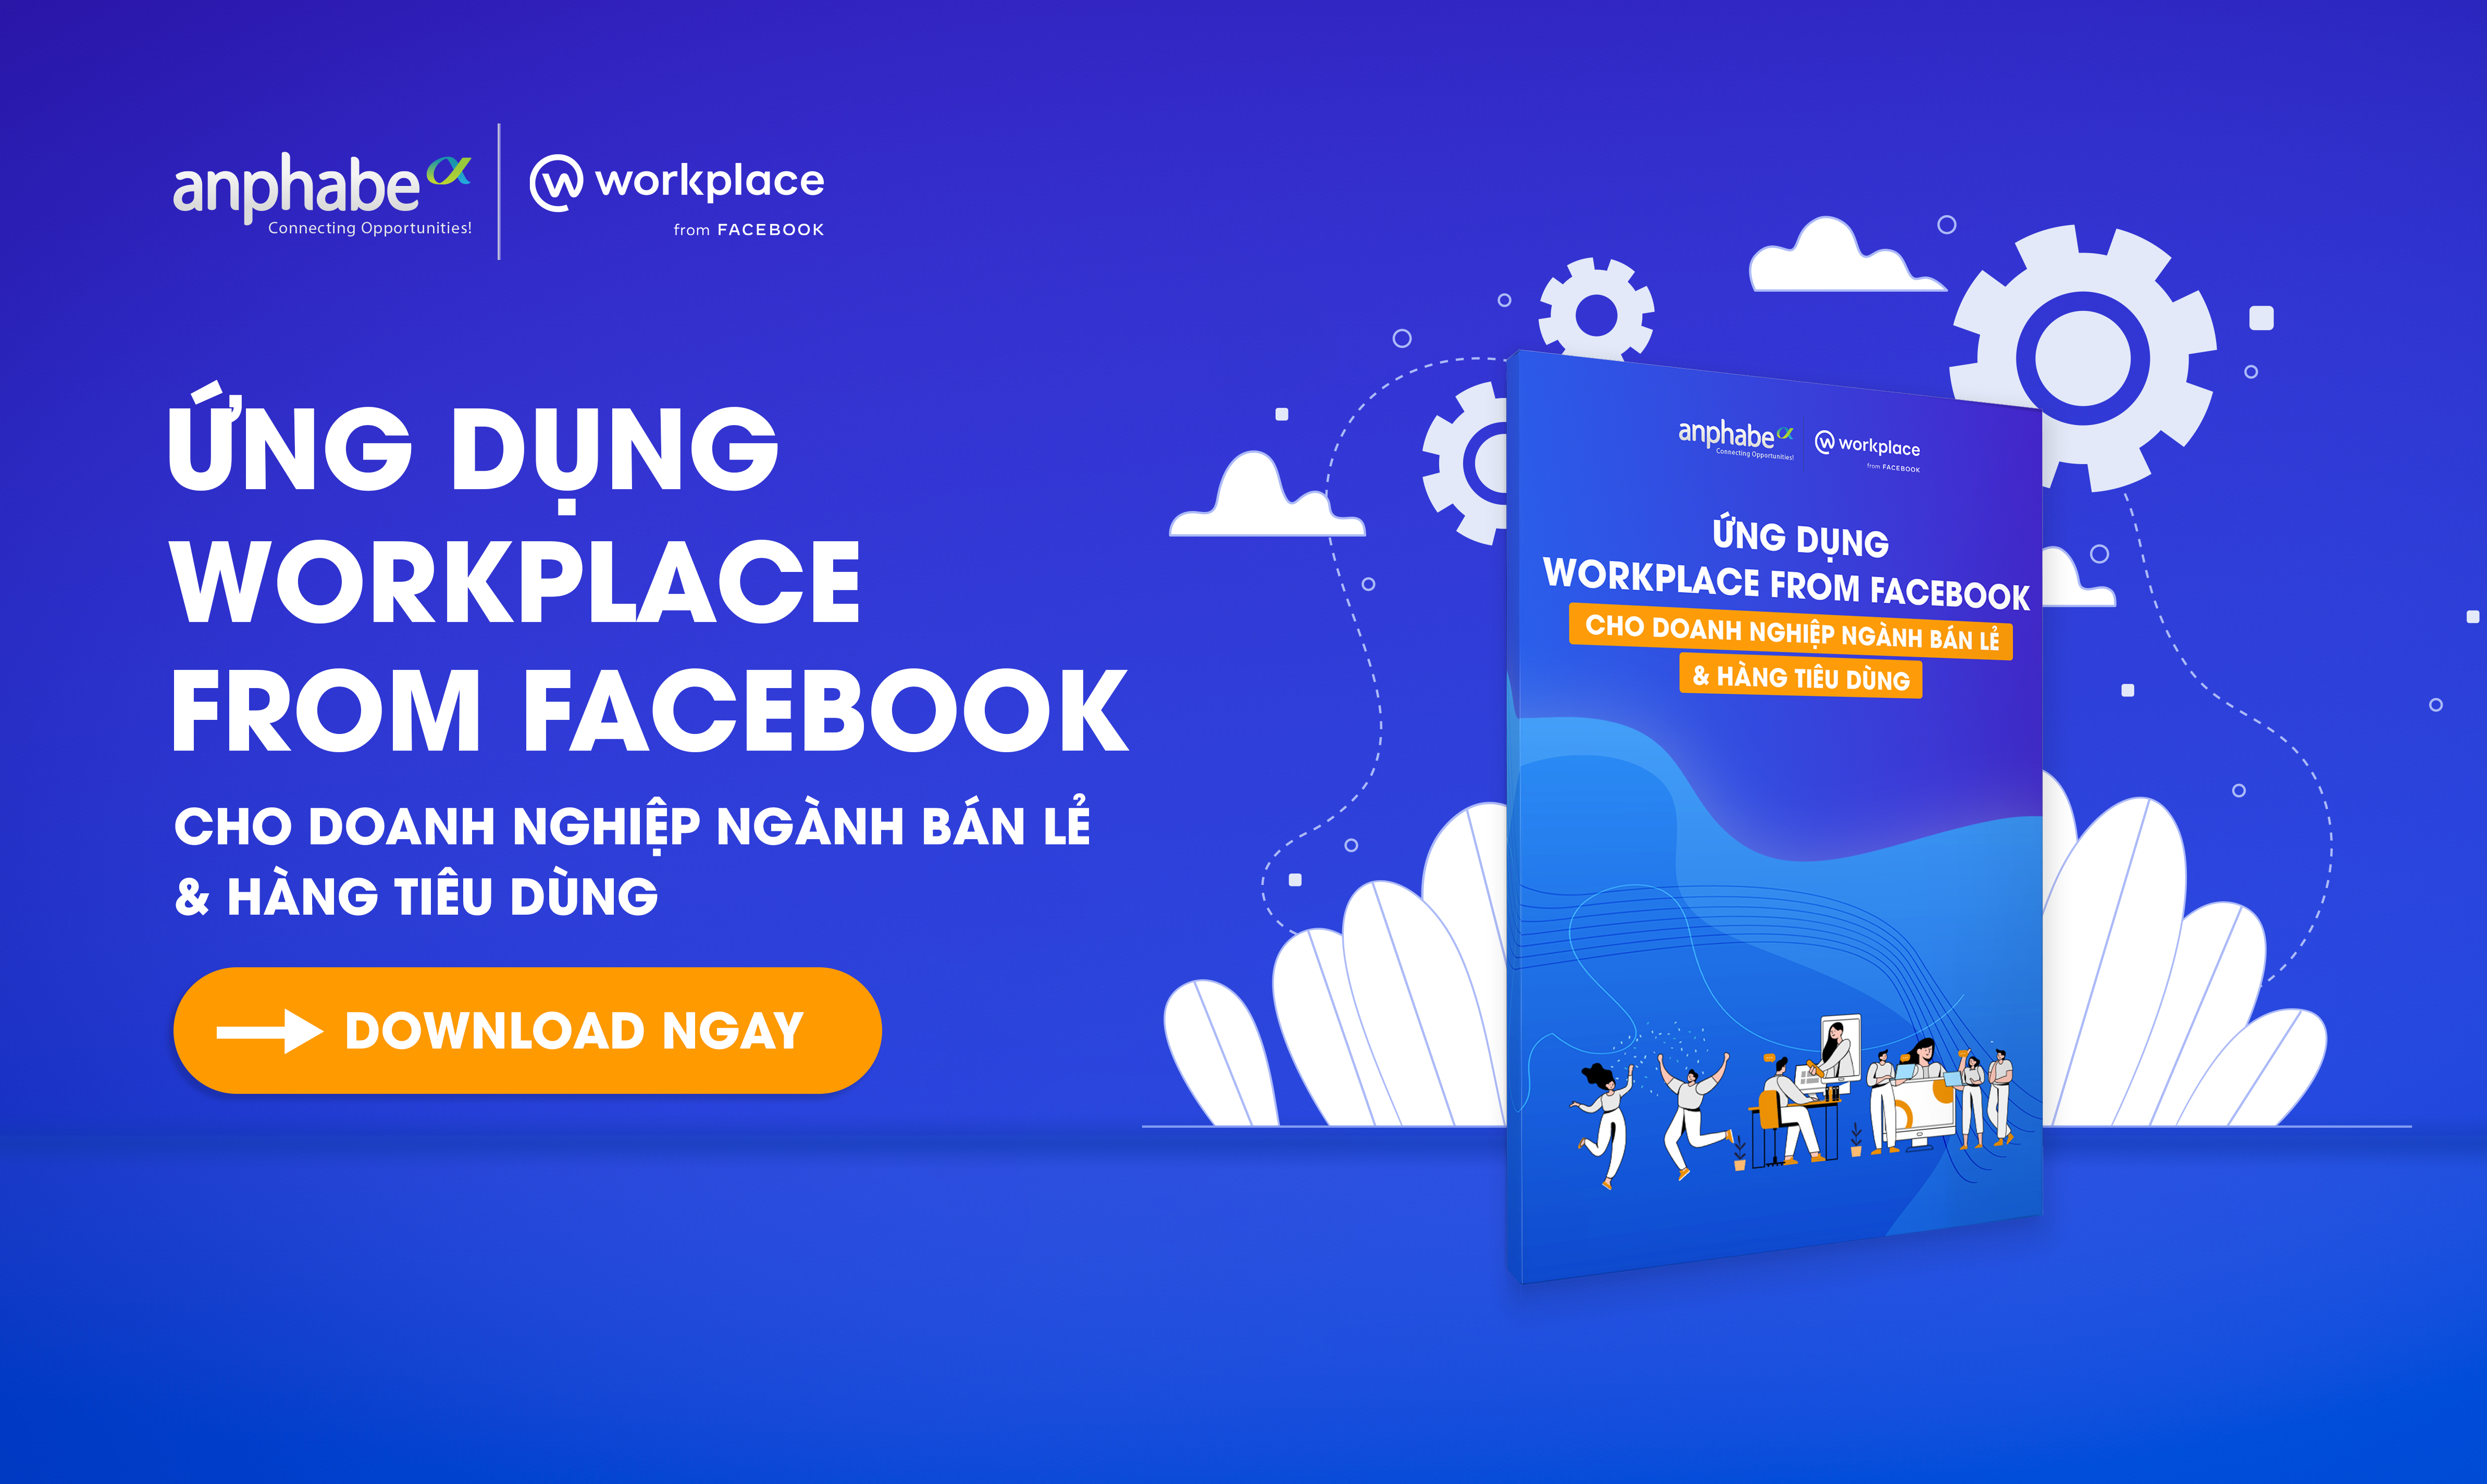 anphabe
Connecting Opportunities!
workplace
from FACEBOOK
ỨNG DỤNG
WORKPLACE
FROM FACEBOOK
CHO DOANH NGHIỆP NGÀNH BÁN LẺ
& HÀNG TIÊU DÙNG
DOWNLOAD NGAY
anphabe
Connecting Opportunities!
workplace
from FACEBOOK
ỨNG DỤNG
WORKPLACE FROM FACEBOOK
CHO DOANH NGHIỆP NGÀNH BÁN LẺ
& HÀNG TIÊU DÙNG